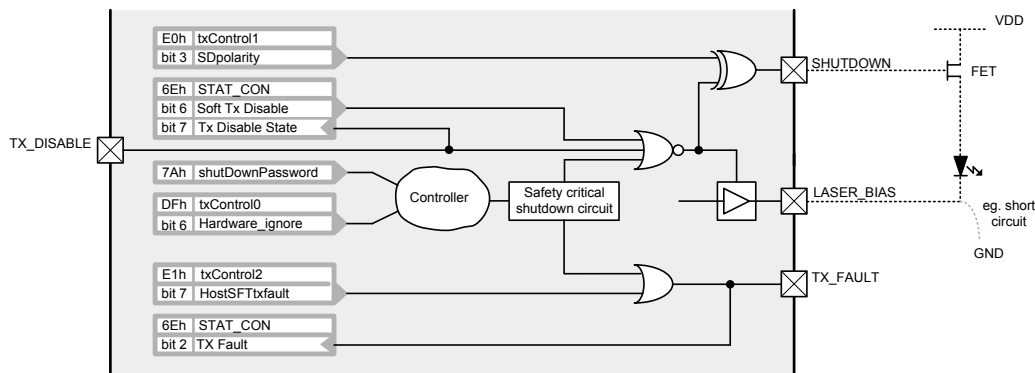 E0h txControl1
bit 3 SDpolarity
6Eh STAT_CON
bit 6 Soft Tx Disable
bit 7 Tx Disable State
TX_DISABLE
7Ah shutDownPassword
DFh txControl0
bit 6 Hardware_ignore
Controller
Safety critical
shutdown circuit
E1h txControl2
bit 7 HostSFTtxfault
6Eh STAT_CON
bit 2 TX Fault
VDD
SHUTDOWN
FET
LASER_BIAS
eg. short
circuit
GND
TX_FAULT